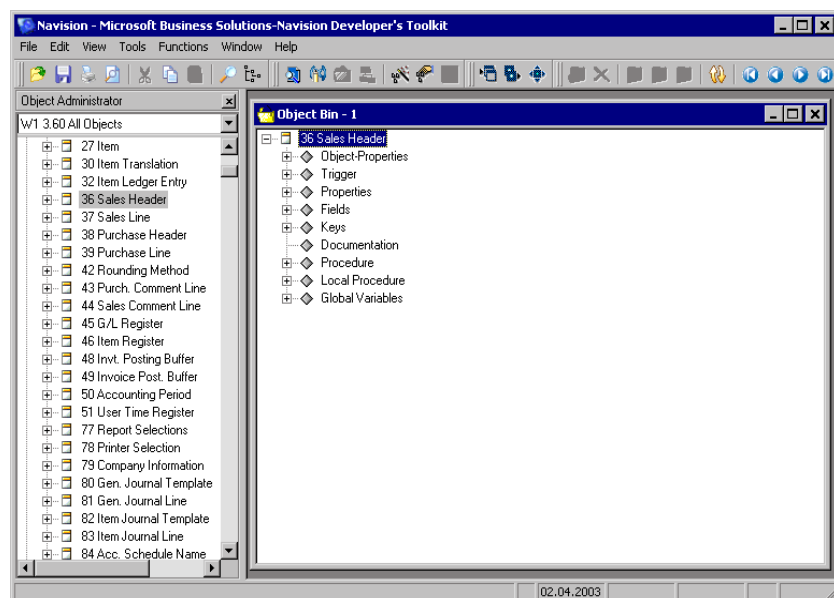 Navision - Microsoft Business Solutions-Navision Developer's Toolkit
File Edit View Tools Functions Window Help
Object Administrator
W1 3.60 All Objects
27 Item
30 Item Translation
32 Item Ledger Entry
36 Sales Header
37 Sales Line
38 Purchase Header
39 Purchase Line
42 Rounding Method
43 Purch. Comment Line
44 Sales Comment Line
45 G/L Register
46 Item Register
48 Invt. Posting Buffer
49 Invoice Post. Buffer
50 Accounting Period
51 User Time Register
77 Report Selections
78 Printer Selection
79 Company Information
80 Gen. Journal Template
81 Gen. Journal Line
82 Item Journal Template
83 Item Journal Line
84 Acc. Schedule Name
Object Bin - 1
36 Sales Header
Object-Properties
Trigger
Properties
Fields
Keys
Documentation
Procedure
Local Procedure
Global Variables
02.04.2003